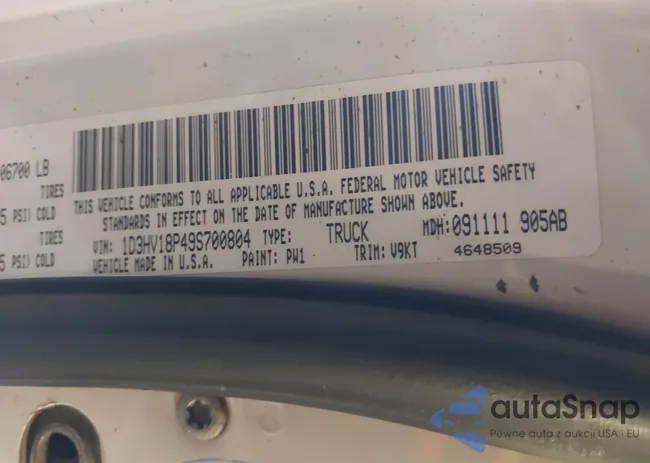 06700 LB
TIRES
5 PSI) COLD
TIRES
5 PSI) COLD
THIS VEHICLE CONFORMS TO ALL APPLICABLE U.S.A. FEDERAL MOTOR VEHICLE SAFETY
STANDARDS IN EFFECT ON THE DATE OF MANUFACTURE SHOWN ABOVE.
VIN: 1D3HV18P49S700804 TYPE: TRUCK MDH: 091111 905AB
VEHICLE MADE IN U.S.A. PAINT: PW1 TRIM: V9KT 4648509
autaSnap
Pewne auta z aukcji USA i EU